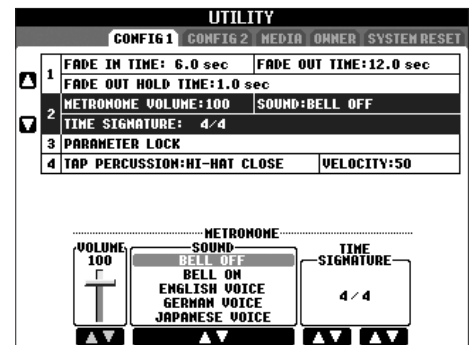 UTILITY
CONFIG 1 CONFIG 2 MEDIA OWNER SYSTEM RESET
1 FADE IN TIME: 6.0 sec FADE OUT TIME:12.0 sec
FADE OUT HOLD TIME:1.0 sec
2 METRONOME VOLUME:100 SOUND:BELL OFF
TIME SIGNATURE: 4/4
3 PARAMETER LOCK
4 TAP PERCUSSION:HI-HAT CLOSE VELOCITY:50
METRONOME
VOLUME SOUND TIME SIGNATURE
100 BELL OFF
BELL ON
ENGLISH VOICE 4/4
GERMAN VOICE
JAPANESE VOICE